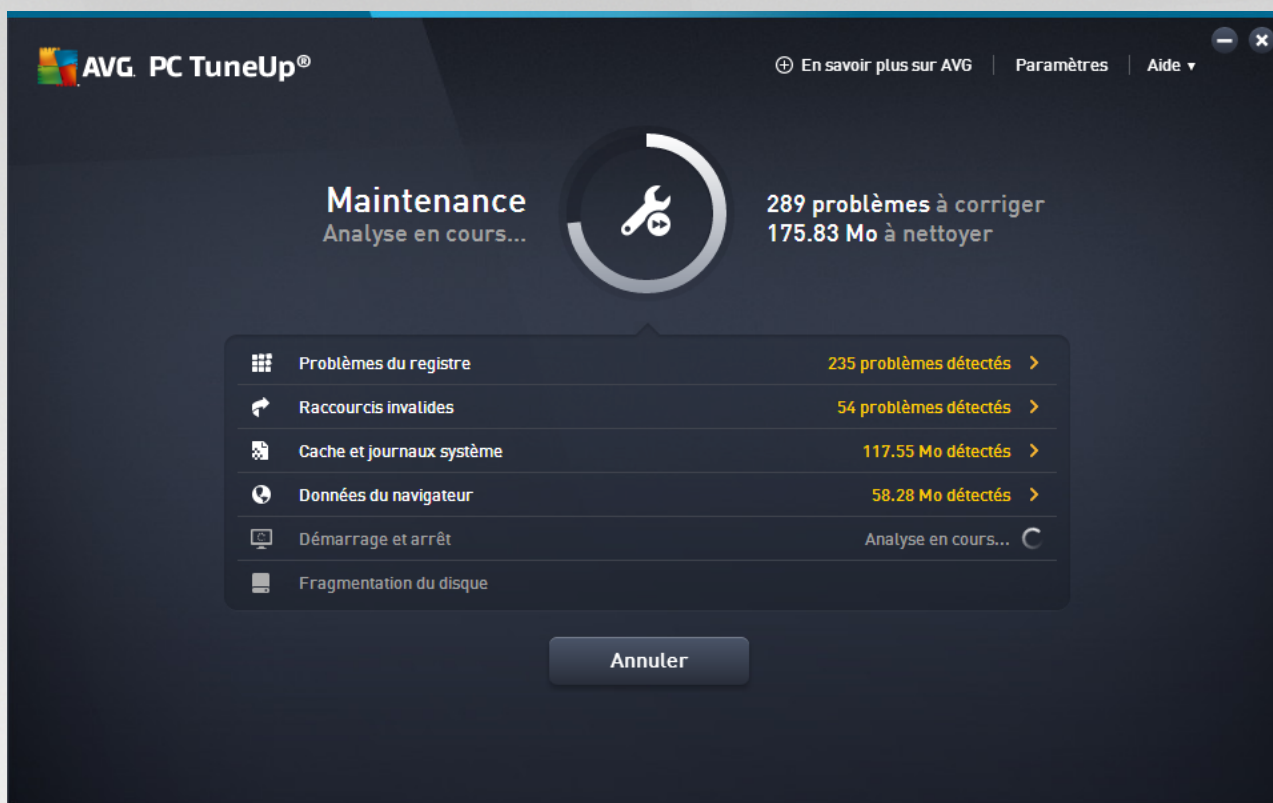 AVG. PC TuneUp®
En savoir plus sur AVG
Paramètres
Aide
Maintenance
Analyse en cours...
289 problèmes à corriger
175.83 Mo à nettoyer
Problèmes du registre 235 problèmes détectés
Raccourcis invalides 54 problèmes détectés
Cache et journaux système 117.55 Mo détectés
Données du navigateur 58.28 Mo détectés
Démarrage et arrêt Analyse en cours...
Fragmentation du disque
Annuler